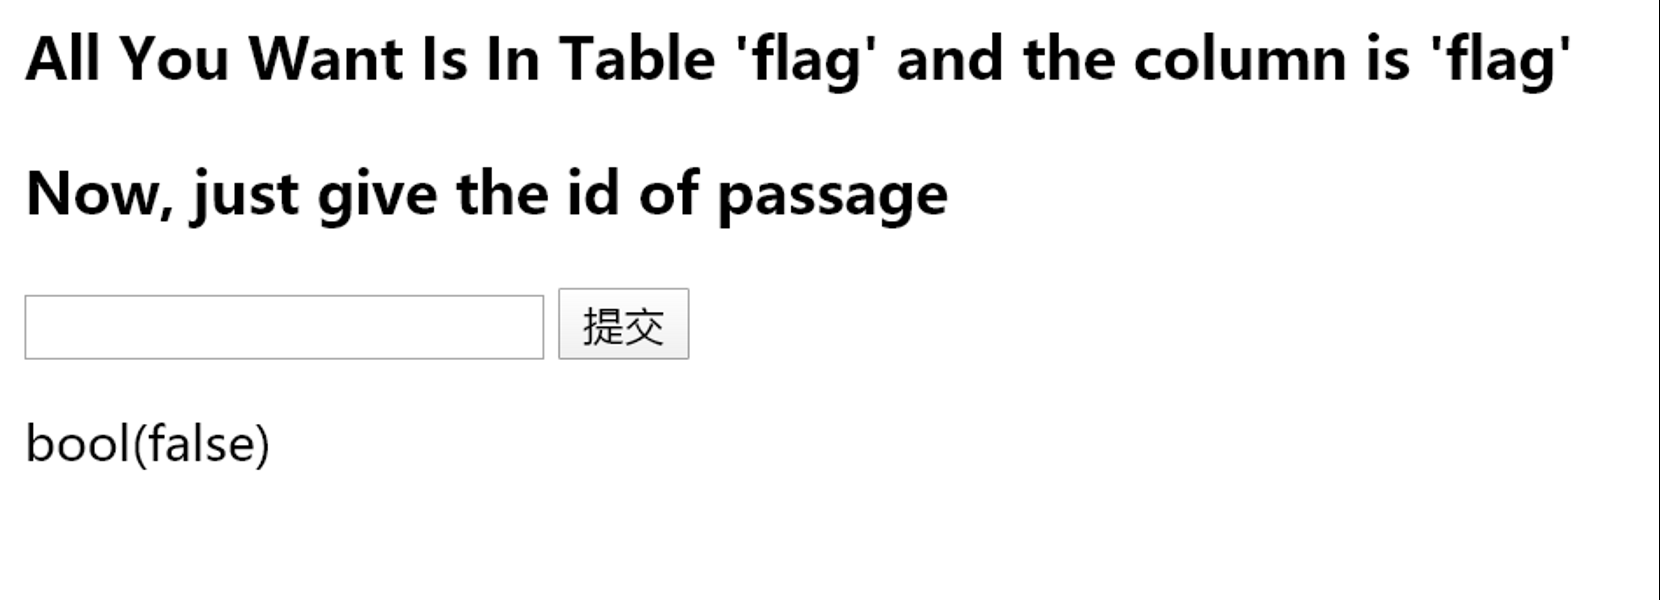 All You Want Is In Table 'flag' and the column is 'flag'
Now, just give the id of passage
提交
bool(false)